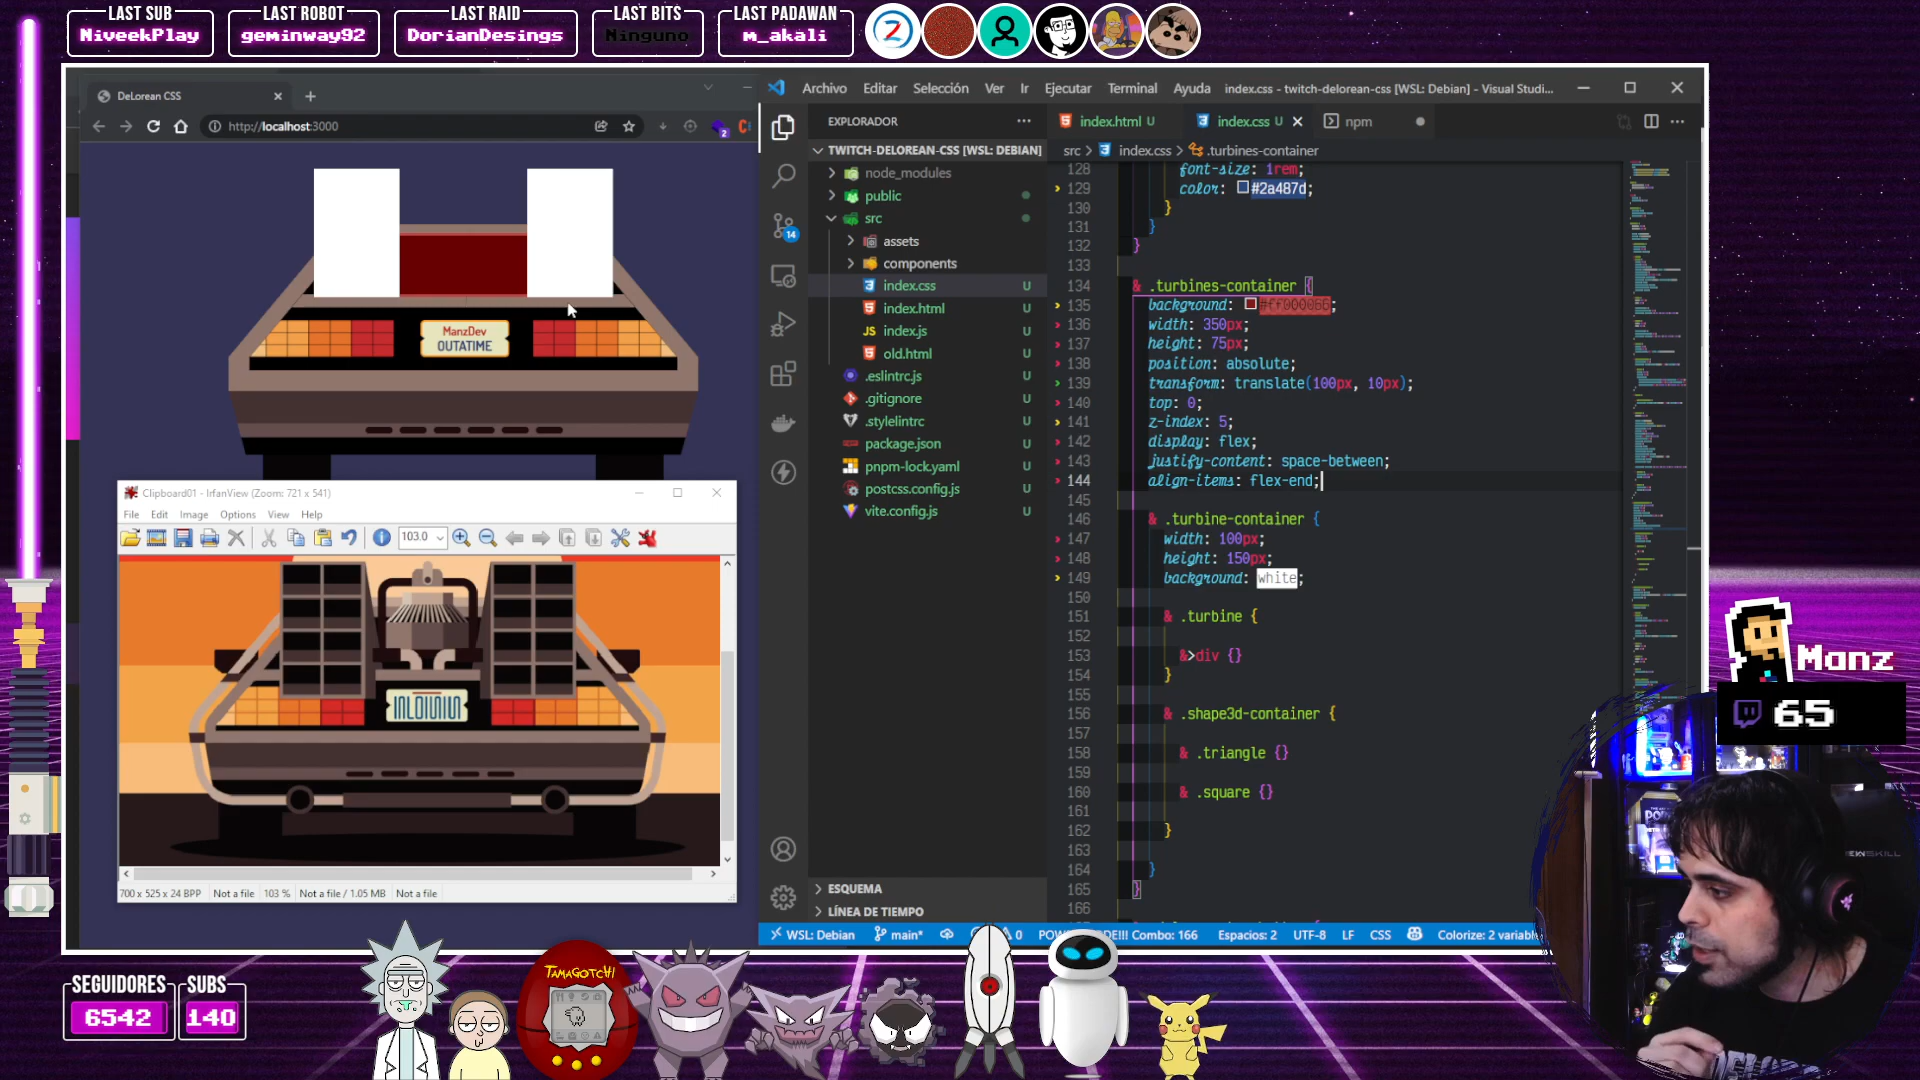 LAST SUB
NiveekPlay
LAST ROBOT
geminway92
LAST RAID
DorianDesings
LAST BITS
Ninguno
LAST PADAWAN
m_akali
DeLorean CSS
http://localhost:3000
2
ManzDev
OUTATIME
Clipboard01 - IrfanView (Zoom: 721 x 541)
File Edit Image Options View Help
103.0
700 x 525 x 24 BPP Not a file 103 % Not a file / 1.05 MB Not a file
Archivo Editar Selección Ver Ir Ejecutar Terminal Ayuda index.css - twitch-delorean-css [WSL: Debian] - Visual Studi...
EXPLORADOR
TWITCH-DELOREAN-CSS [WSL: DEBIAN]
node_modules
public
src
assets
components
index.css U
index.html U
index.js U
old.html U
.eslintrc.js U
.gitignore U
.stylelintrc U
package.json U
pnpm-lock.yaml U
postcss.config.js U
vite.config.js U
ESQUEMA
LÍNEA DE TIEMPO
14
index.html U
index.css U
npm
src > index.css > .turbines-container
128 font-size: 1rem;
129 color: #2a487d;
130 }
131 }
132 }
133
134 & .turbines-container {
135 background: #ff000066;
136 width: 350px;
137 height: 75px;
138 position: absolute;
139 transform: translate(100px, 10px);
140 top: 0;
141 z-index: 5;
142 display: flex;
143 justify-content: space-between;
144 align-items: flex-end;
145
146 & .turbine-container {
147 width: 100px;
148 height: 150px;
149 background: white;
150
151 & .turbine {
152
153 &>div {}
154 }
155
156 & .shape3d-container {
157
158 & .triangle {}
159
160 & .square {}
161
162 }
163
164 }
165 }
166
WSL: Debian main* 0 Combo: 166 Espacios: 2 UTF-8 LF CSS Colorize: 2 variabl
Manz
65
SEGUIDORES
6542
SUBS
140
TAMAGOTCHI